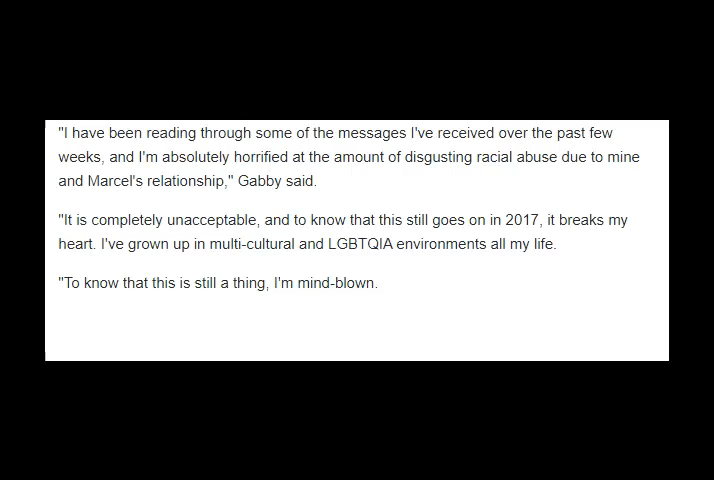 "I have been reading through some of the messages I've received over the past few
weeks, and I'm absolutely horrified at the amount of disgusting racial abuse due to mine
and Marcel's relationship," Gabby said.
"It is completely unacceptable, and to know that this still goes on in 2017, it breaks my
heart. I've grown up in multi-cultural and LGBTQIA environments all my life.
"To know that this is still a thing, I'm mind-blown.